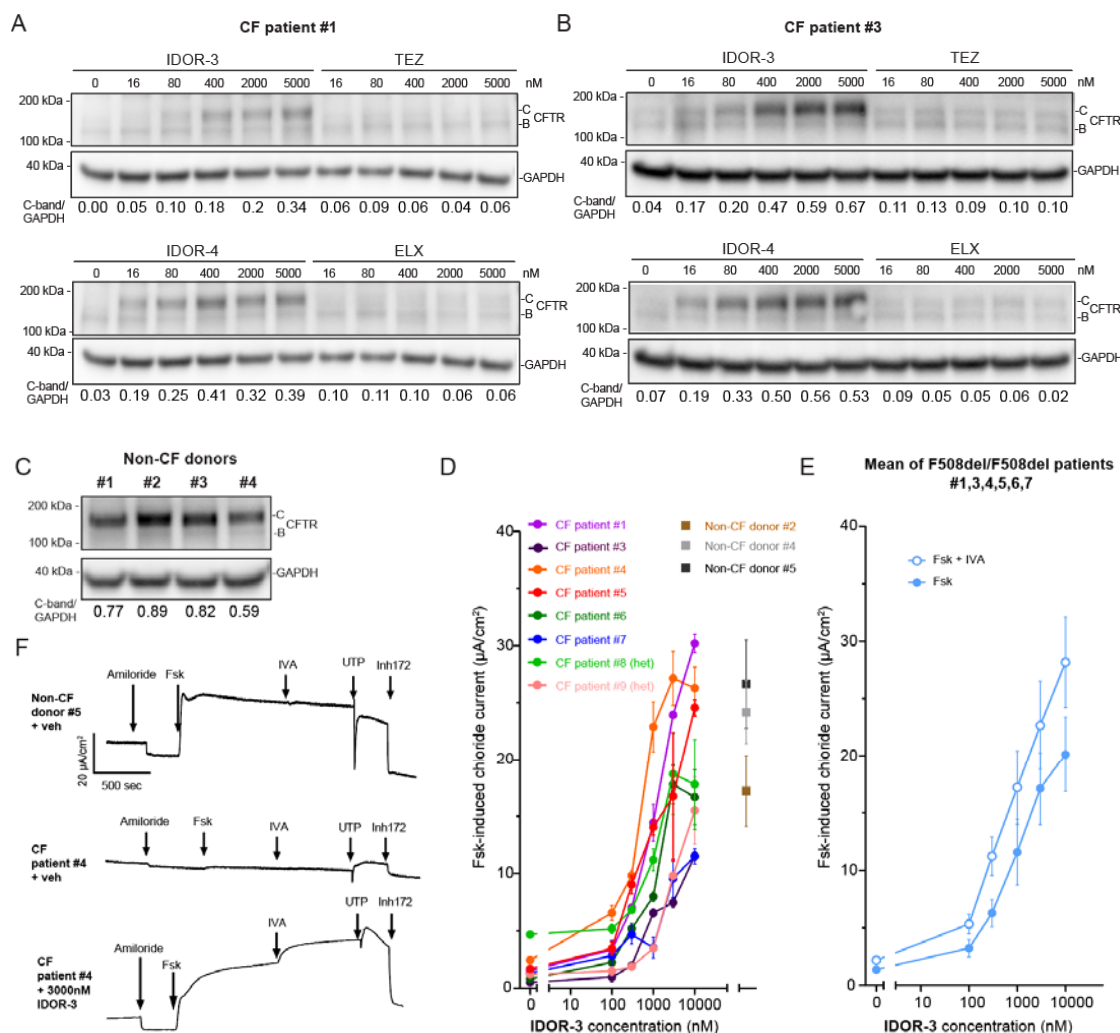 A
CF patient #1
IDOR-3 TEZ
0 16 80 400 2000 5000 16 80 400 2000 5000 nM
200 kDa -
-C
CFTR
-B
100 kDa -
40 kDa -
-GAPDH
C-band/
GAPDH 0.00 0.05 0.10 0.18 0.2 0.34 0.06 0.09 0.06 0.04 0.06
IDOR-4 ELX
0 16 80 400 2000 5000 16 80 400 2000 5000 nM
200 kDa -
-C
CFTR
-B
100 kDa -
40 kDa -
-GAPDH
C-band/
GAPDH 0.03 0.19 0.25 0.41 0.32 0.39 0.10 0.11 0.10 0.06 0.06
B
CF patient #3
IDOR-3 TEZ
0 16 80 400 2000 5000 16 80 400 2000 5000 nM
200 kDa -
-C
CFTR
-B
100 kDa -
40 kDa -
-GAPDH
C-band/
GAPDH 0.04 0.17 0.20 0.47 0.59 0.67 0.11 0.13 0.09 0.10 0.10
IDOR-4 ELX
0 16 80 400 2000 5000 16 80 400 2000 5000 nM
200 kDa -
-C
CFTR
-B
100 kDa -
40 kDa -
-GAPDH
C-band/
GAPDH 0.07 0.19 0.33 0.50 0.56 0.53 0.09 0.05 0.05 0.06 0.02
C
Non-CF donors
#1 #2 #3 #4
200 kDa -
-C
CFTR
-B
100 kDa -
40 kDa -
-GAPDH
C-band/
GAPDH 0.77 0.89 0.82 0.59
D
CF patient #1
CF patient #3
CF patient #4
CF patient #5
CF patient #6
CF patient #7
CF patient #8 (het)
CF patient #9 (het)
Non-CF donor #2
Non-CF donor #4
Non-CF donor #5
Fsk-induced chioride current (µA/cm²)
40
30
20
10
0
0 10 100 1000 10000
IDOR-3 concentration (nM)
E
Mean of F508del/F508del patients
#1,3,4,5,6,7
Fsk + IVA
Fsk
Fsk-induced chloride current (µA/cm²)
40
30
20
10
0
0 10 100 1000 10000
IDOR-3 concentration (nM)
F
Non-CF
donor #5
+ veh
Amiloride Fsk IVA UTP Inh172
20 µA/cm²
500 sec
CF
patient #4
+ veh
Amiloride Fsk IVA UTP Inh172
CF
patient #4
+ 3000nM
IDOR-3
Amiloride Fsk IVA UTP Inh172